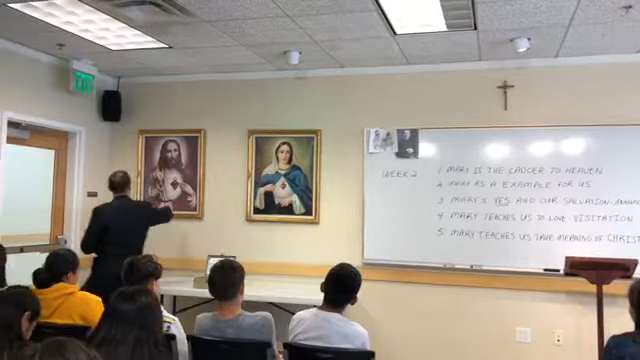 EXIT
WEEK 2
1 MARY IS THE LADDER TO HEAVEN
2 MARY AS A EXAMPLE FOR US
3 MARY'S YES AND OUR SALVATION-ANNUNC
4 MARY TEACHES US TO LOVE-VISITATION
5 MARY TEACHES US TRUE MEANING OF CHRIST